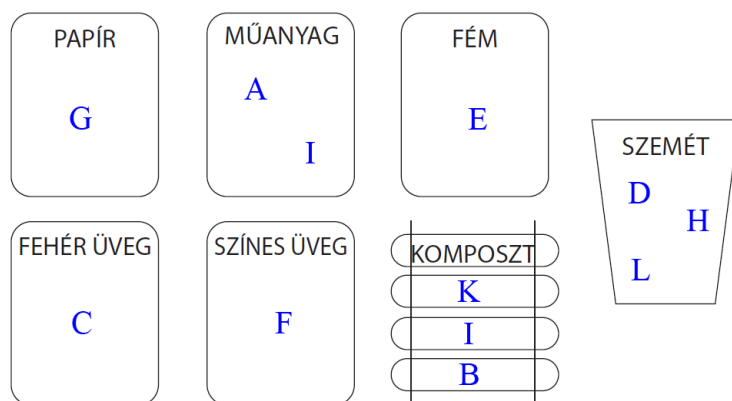 PAPÍR
G
MŰANYAG
A
I
FÉM
E
SZEMÉT
D
H
L
FEHÉR ÜVEG
C
SZÍNES ÜVEG
F
KOMPOSZT
K
I
B